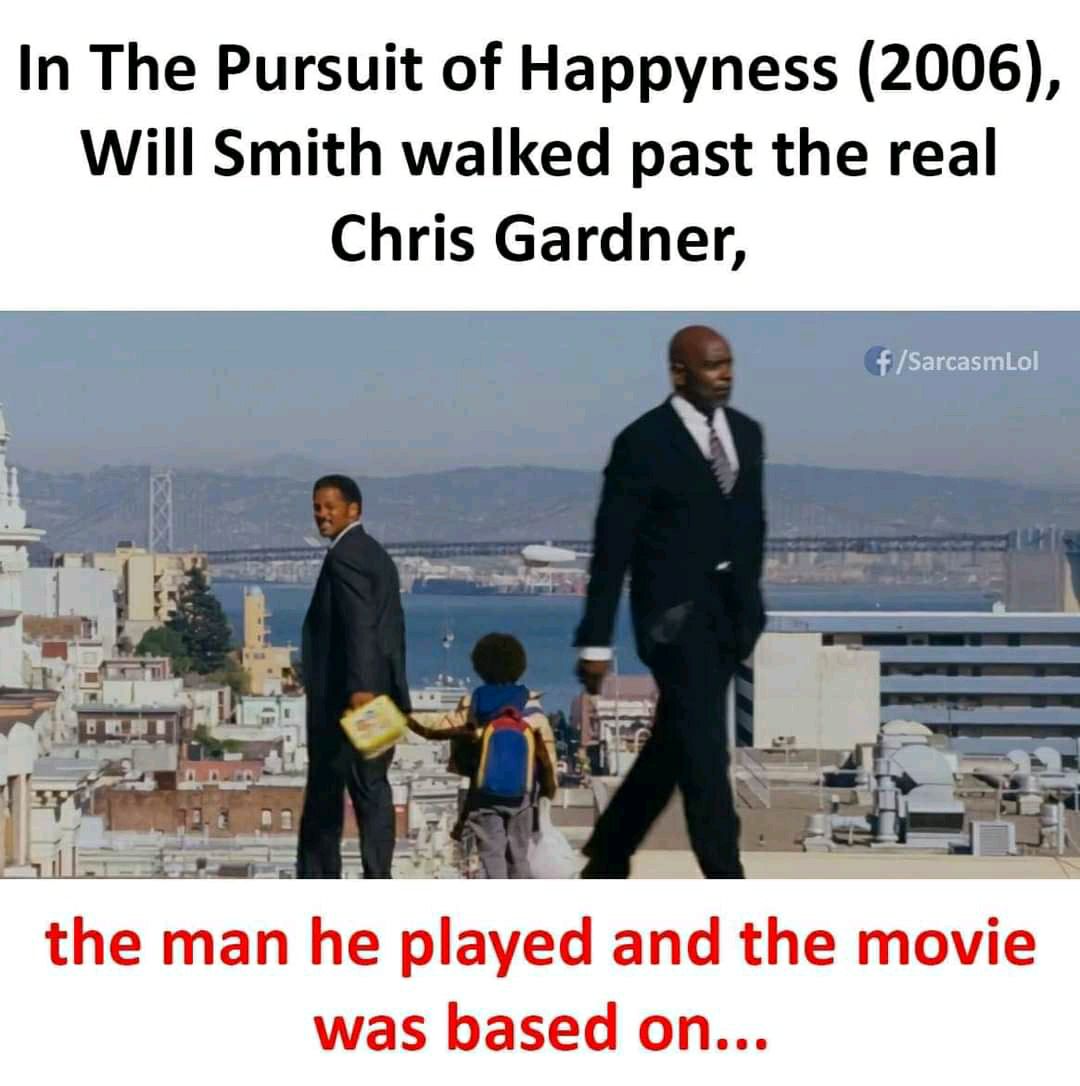 In The Pursuit of Happyness (2006),
Will Smith walked past the real
Chris Gardner,
f/SarcasmLol
the man he played and the movie
was based on...